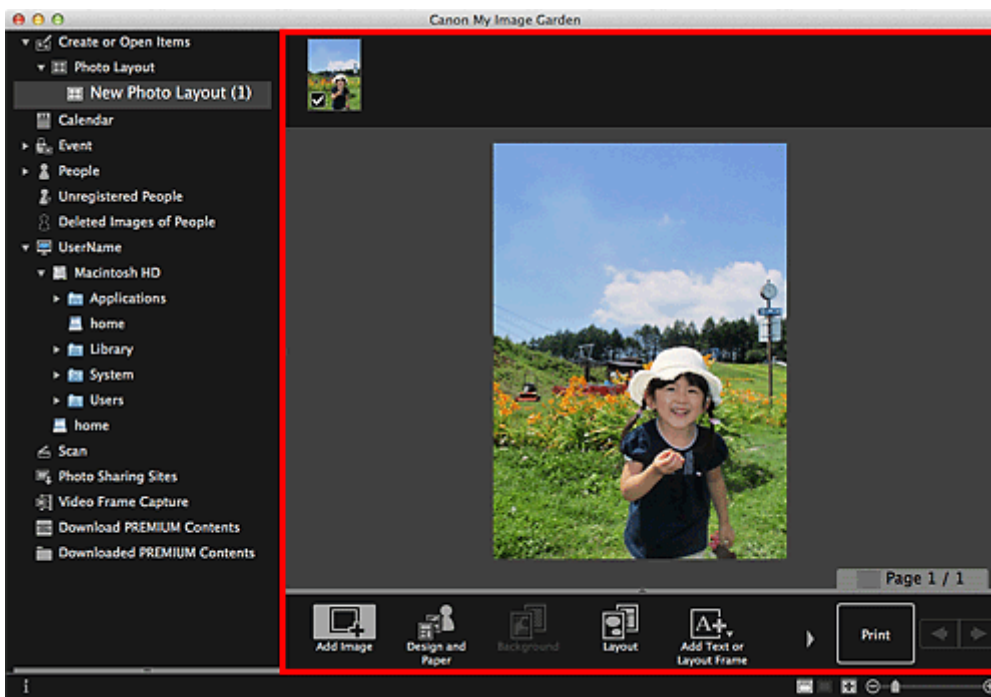 Canon My Image Garden
Create or Open Items
Photo Layout
New Photo Layout (1)
Calendar
Event
People
Unregistered People
Deleted Images of People
UserName
Macintosh HD
Applications
home
Library
System
Users
home
Scan
Photo Sharing Sites
Video Frame Capture
Download PREMIUM Contents
Downloaded PREMIUM Contents
Page 1 / 1
Add Image
Design and
Paper
Background
Layout
Add Text or
Layout Frame
Print